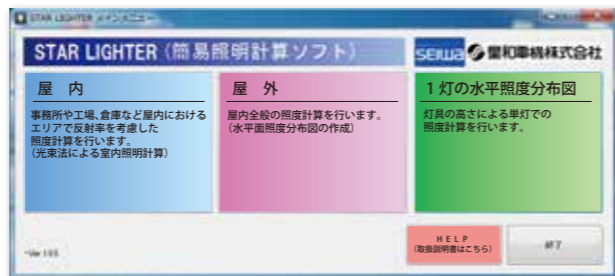 STAR LIGHTER メインメニュー
STAR LIGHTER (簡易照明計算ソフト)
seiwa 星和電機株式会社
屋 内
事務所や工場、倉庫など屋内における
エリアで反射率を考慮した
照度計算を行います。
(光束法による室内照明計算)
屋 外
屋内全般の照度計算を行います。
(水平面照度分布図の作成)
1灯の水平照度分布図
灯具の高さによる単灯での
照度計算を行います。
HELP
(取扱説明書はこちら)
終了